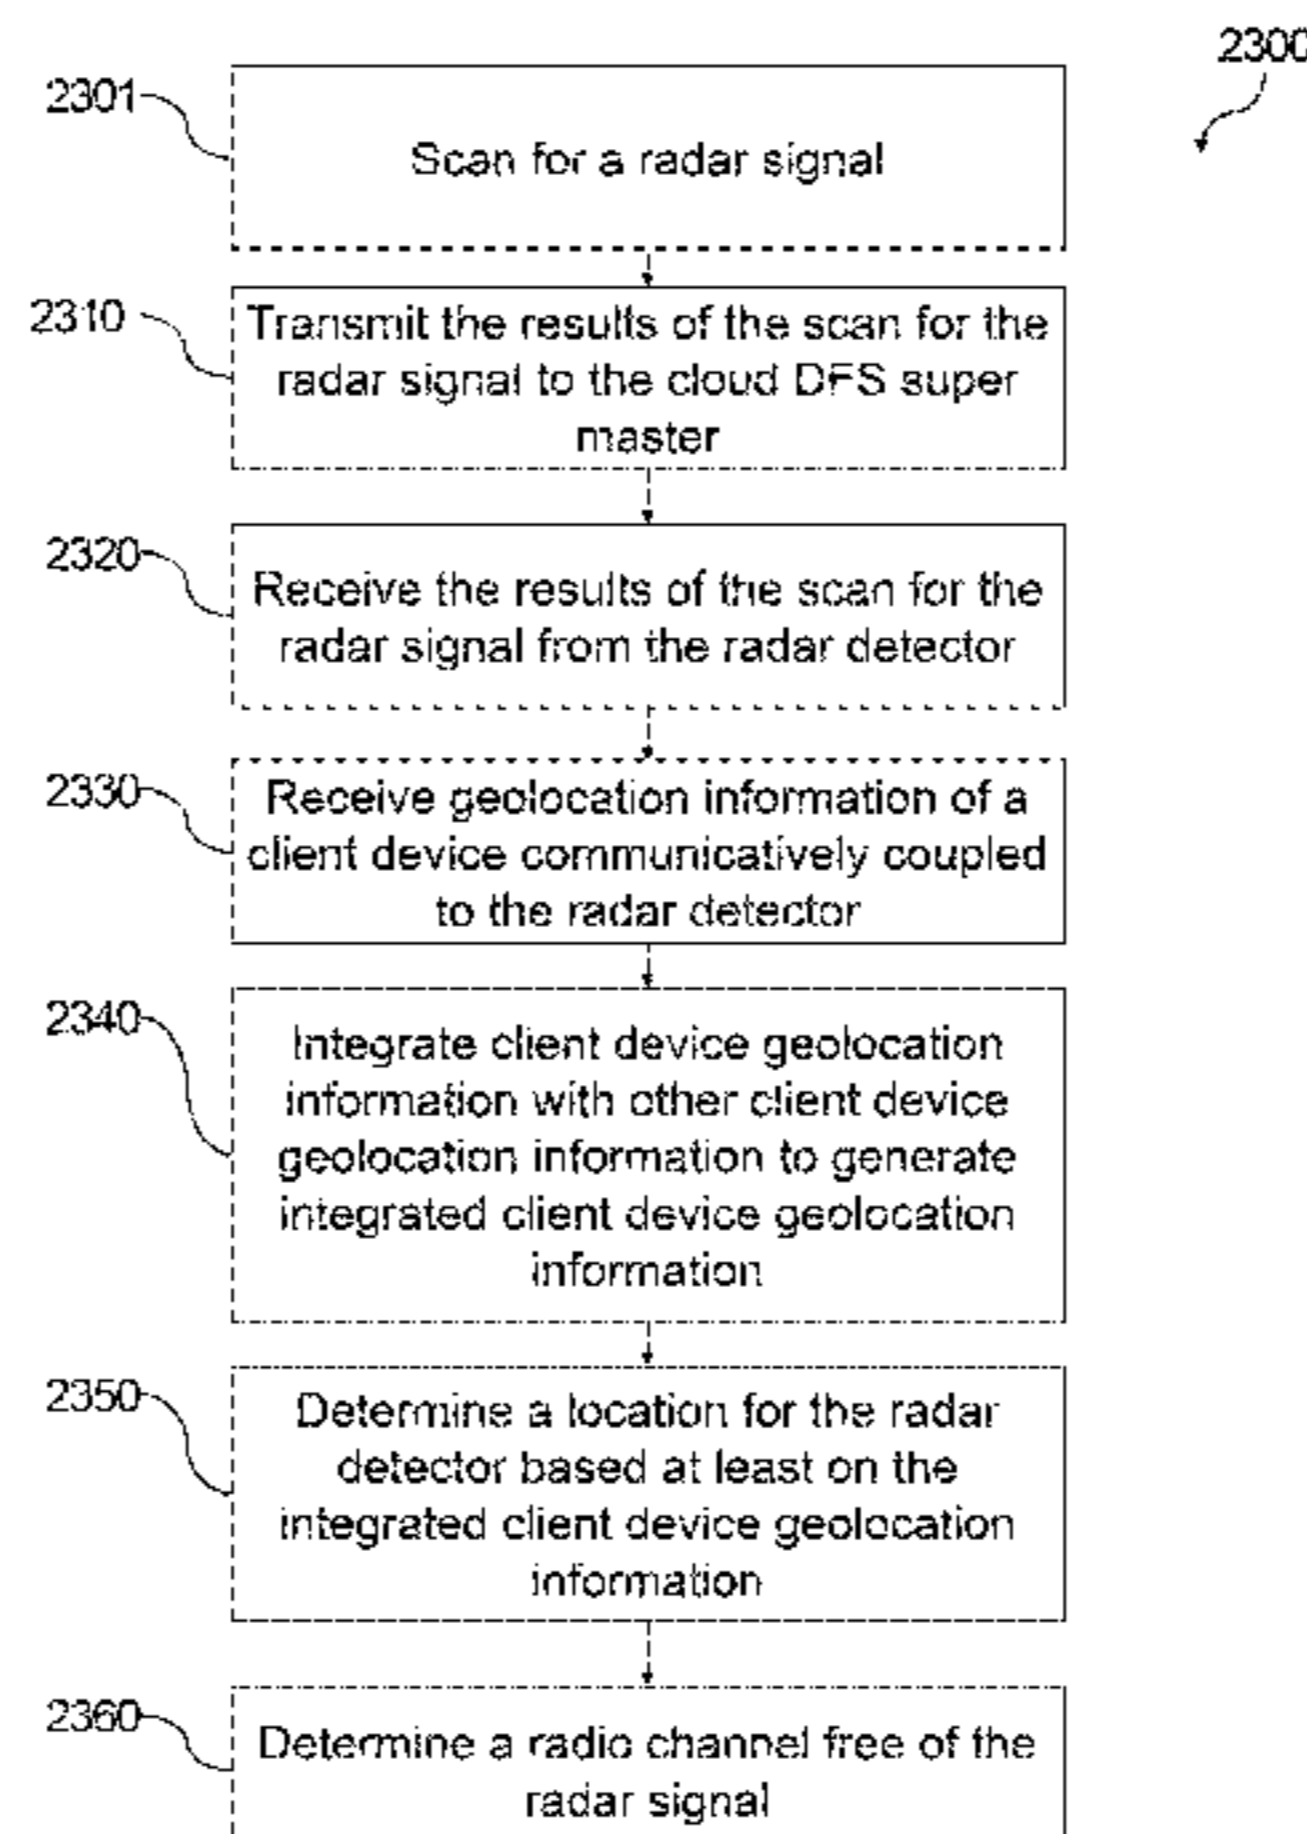 2300
2301
Scan for a radar signal
2310
Transmit the results of the scan for the
radar signal to the cloud DFS super
master
2320
Receive the results of the scan for the
radar signal from the radar detector
2330
Receive geolocation information of a
client device communicatively coupled
to the radar detector
2340
Integrate client device geolocation
information with other client device
geolocation information to generate
integrated client device geolocation
information
2350
Determine a location for the radar
detector based at least on the
integrated client device geolocation
information
2360
Determine a radio channel free of the
radar signal